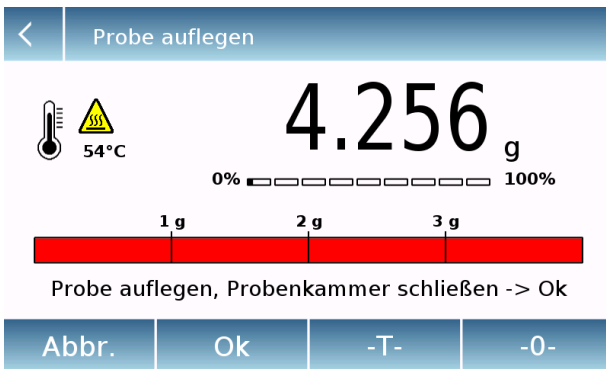 Probe auflegen
4.256 g
54°C
0% 100%
1 g 2 g 3 g
Probe auflegen, Probenkammer schließen -> Ok
Abbr. Ok -T- -0-